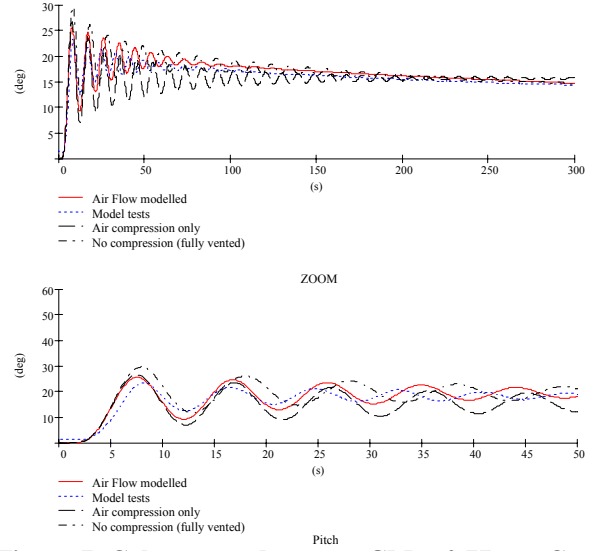 30
25
20
15
10
5
(deg)
0 50 100 150 200 250 300
(s)
Air Flow modelled
Model tests
Air compression only
No compression (fully vented)
ZOOM
60
50
40
30
20
10
(deg)
0 5 10 15 20 25 30 35 40 45 50
(s)
Air Flow modelled
Model tests
Air compression only
No compression (fully vented)
Pitch